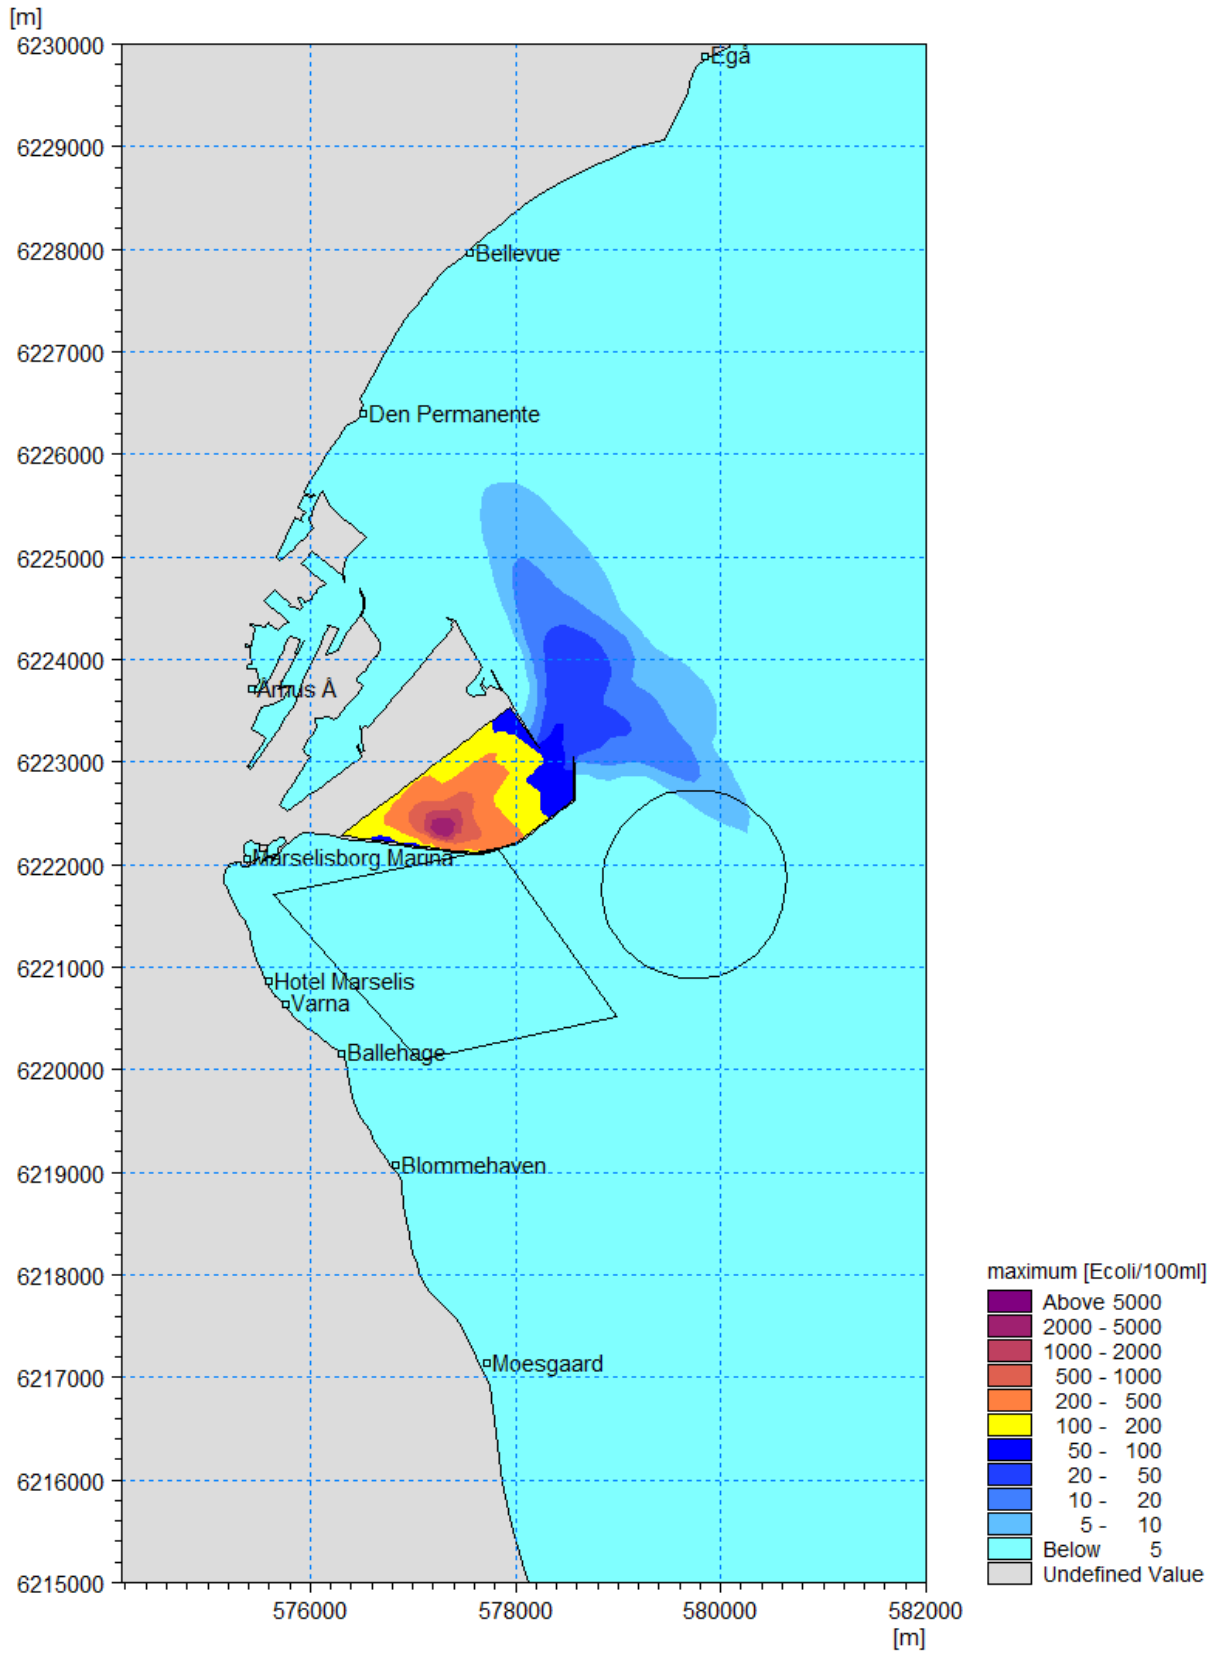 [m]
6230000
Egå
6229000
6228000
Bellevue
6227000
Den Permanente
6226000
6225000
6224000
Århus Å
6223000
6222000
Marselisborg Marina
6221000
Hotel Marselis
Varna
Ballehage
6220000
Blommehaven
6219000
6218000
Moesgaard
6217000
6216000
6215000
576000
578000
580000
582000
[m]
maximum [Ecoli/100ml]
Above 5000
2000 - 5000
1000 - 2000
500 - 1000
200 - 500
100 - 200
50 - 100
20 - 50
10 - 20
5 - 10
Below 5
Undefined Value